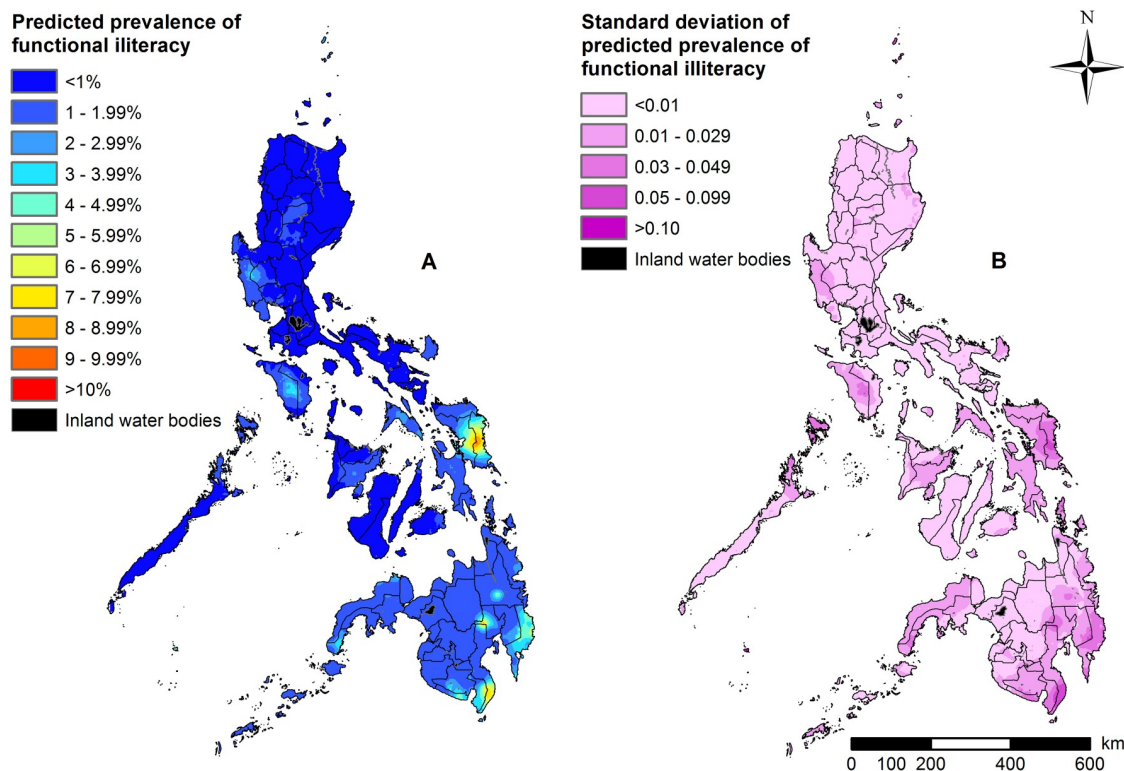 Predicted prevalence of
functional iliteracy
<1%
1 - 1.99%
2 - 2.99%
3 - 3.99%
4 - 4.99%
5 - 5.99%
6 - 6.99%
7 - 7.99%
8 - 8.99%
9 - 9.99%
>10%
Inland water bodies
A
Standard deviation of
predicted prevalence of
functional illiteracy
<0.01
0.01 - 0.029
0.03 - 0.049
0.05 - 0.099
>0.10
Inland water bodies
B
N
km
0 100 200 400 600